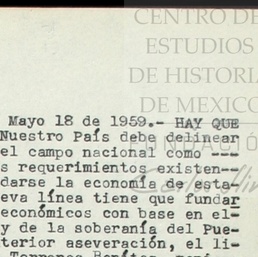 CENTRO DE
ESTUDIOS
DE HISTORIA
DE MEXICO
Mayo 18 de 1959.- HAY QUE
Nuestro País debe delinear
el campo nacional como ----
s requerimientos existen--
darse la economía de esta-
eva línea tiene que fundar
económicos con base en el-
y de la soberanía del Pue-
terior aseveración, el li-